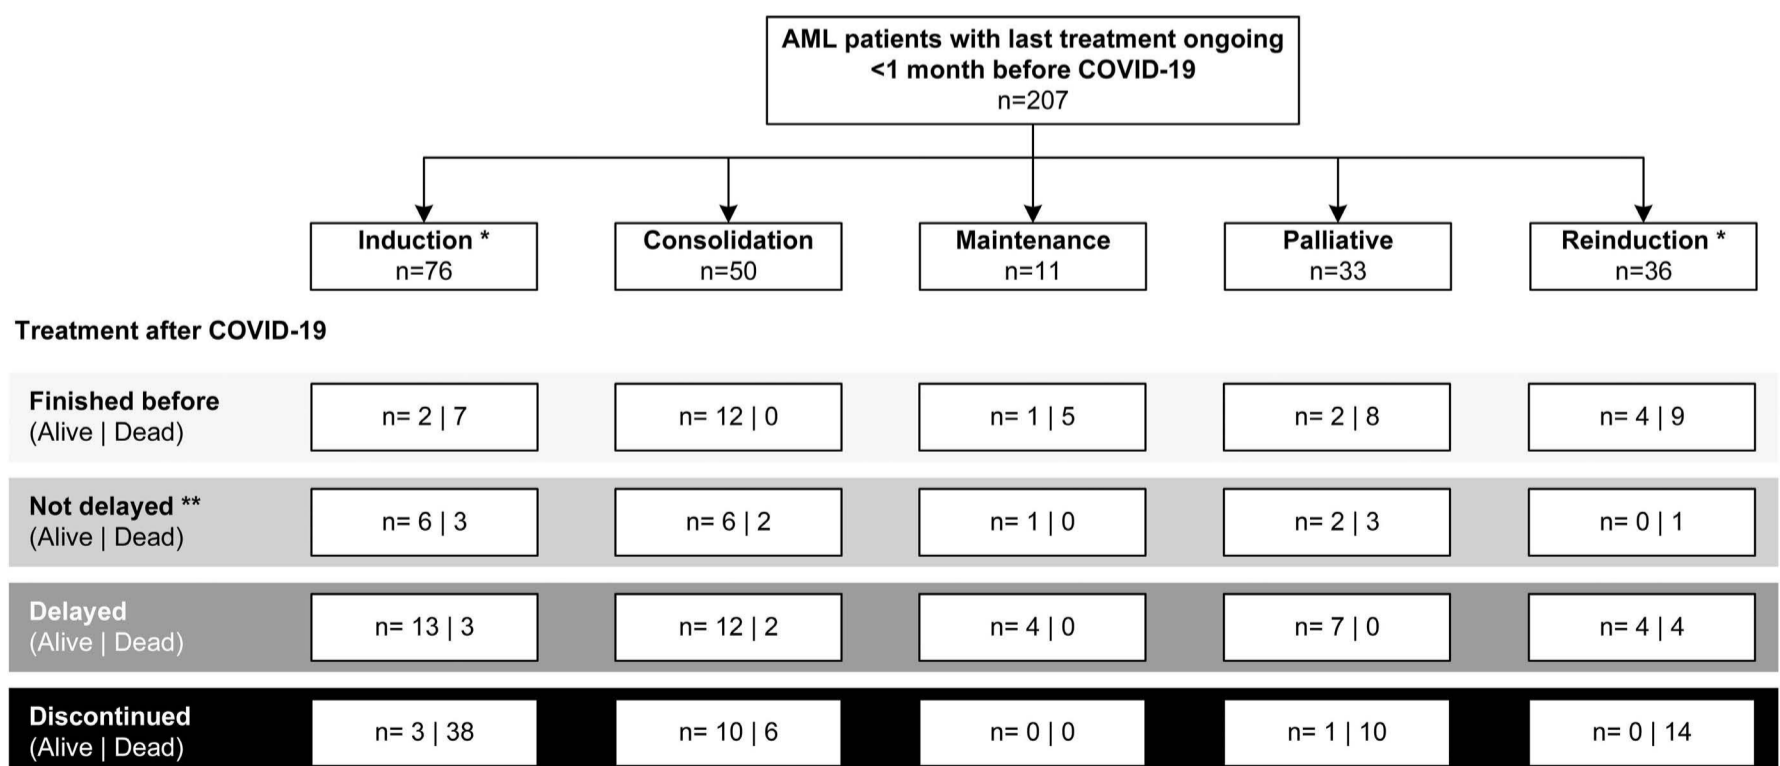 AML patients with last treatment ongoing
<1 month before COVID-19
n=207
Induction *
n=76
Consolidation
n=50
Maintenance
n=11
Palliative
n=33
Reinduction *
n=36
Treatment after COVID-19
Finished before
(Alive | Dead)
n= 2 | 7
n= 12 | 0
n= 1 | 5
n= 2 | 8
n= 4 | 9
Not delayed **
(Alive | Dead)
n= 6 | 3
n= 6 | 2
n= 1 | 0
n= 2 | 3
n= 0 | 1
Delayed
(Alive | Dead)
n= 13 | 3
n= 12 | 2
n= 4 | 0
n= 7 | 0
n= 4 | 4
Discontinued
(Alive | Dead)
n= 3 | 38
n= 10 | 6
n= 0 | 0
n= 1 | 10
n= 0 | 14